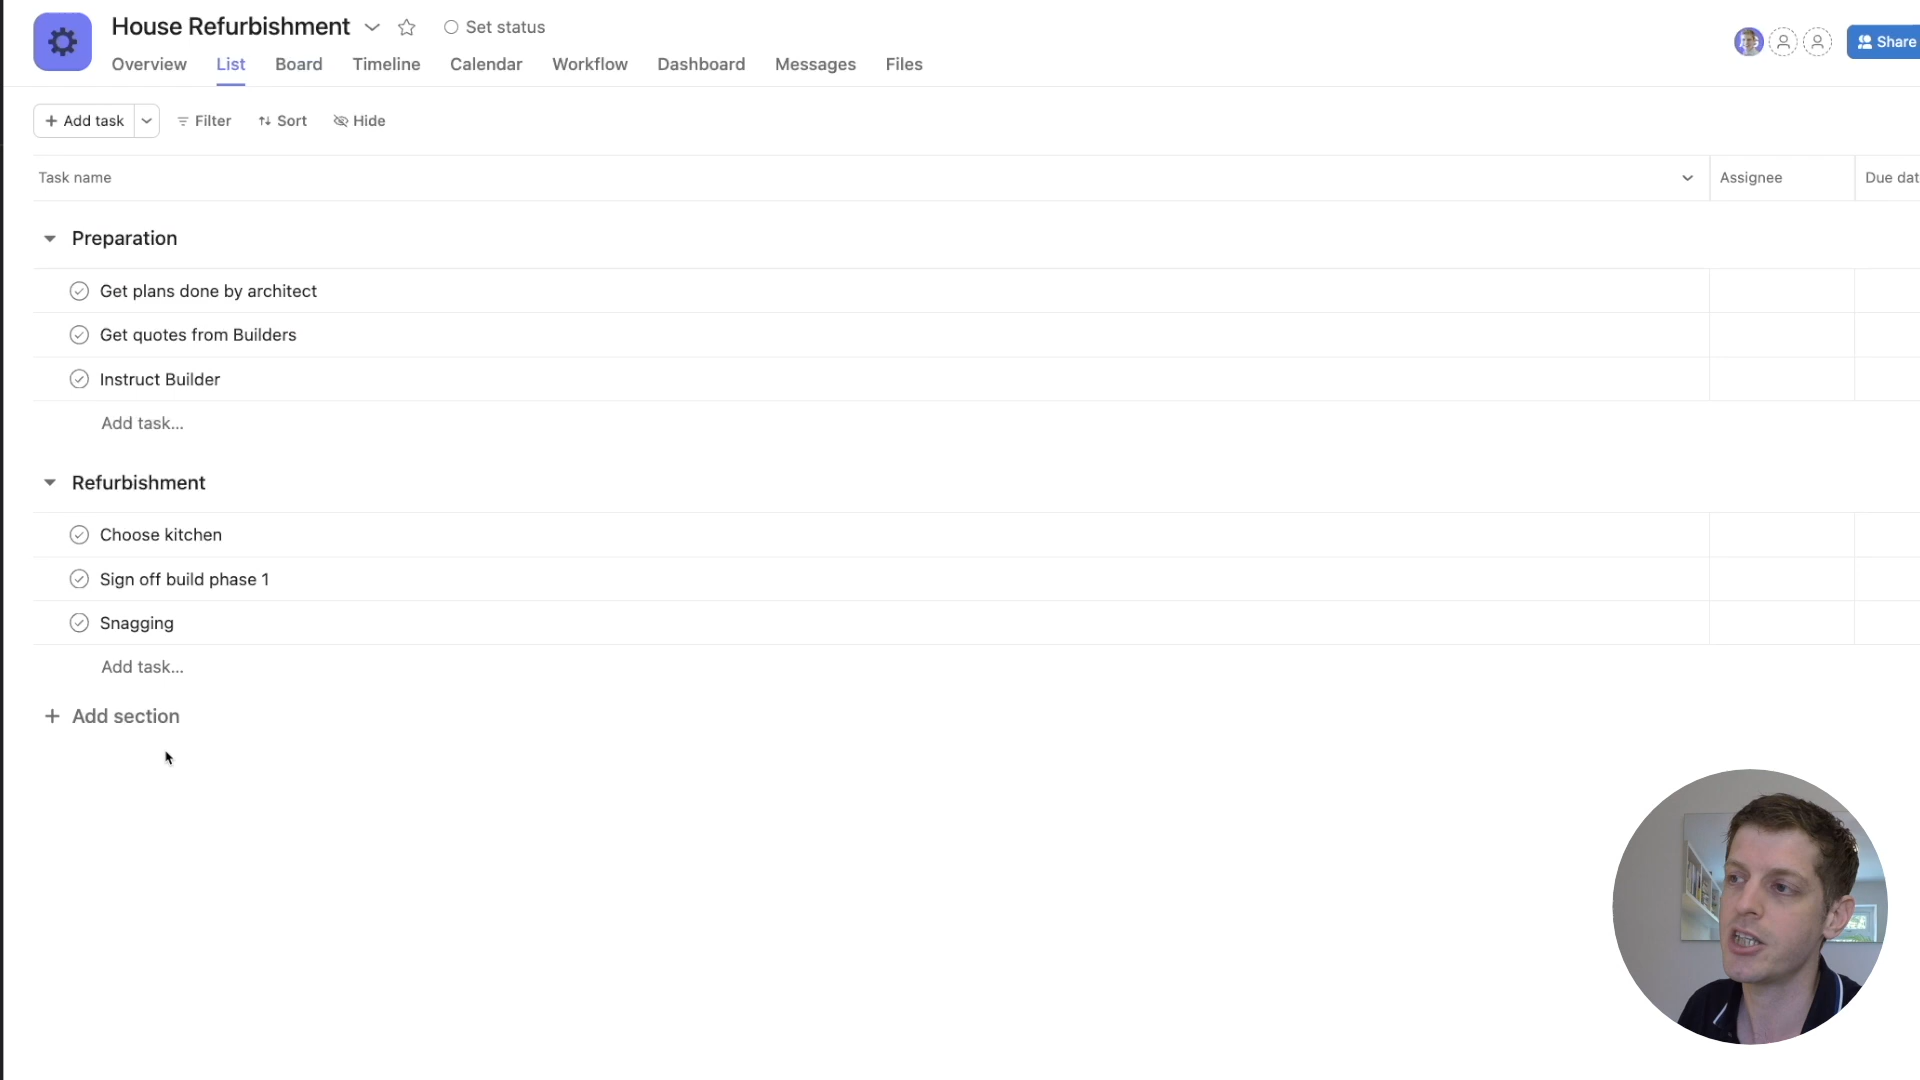 House Refurbishment
Set status
Overview List Board Timeline Calendar Workflow Dashboard Messages Files
Share
Add task Filter Sort Hide
Task name Assignee Due dat
Preparation
Get plans done by architect
Get quotes from Builders
Instruct Builder
Add task...
Refurbishment
Choose kitchen
Sign off build phase 1
Snagging
Add task...
Add section